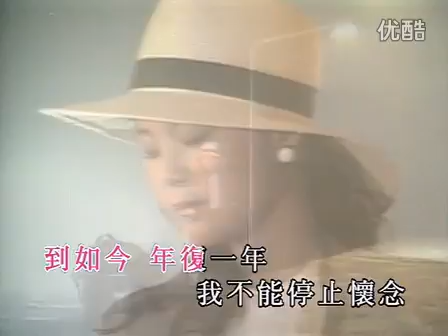 优酷
到如今 年復一年
我不能停止懷念